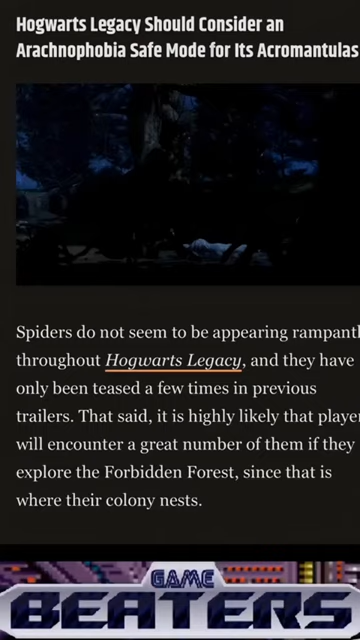 Hogwarts Legacy Should Consider an
Arachnophobia Safe Mode for Its Acromantulas
Spiders do not seem to be appearing rampantl
throughout Hogwarts Legacy, and they have
only been teased a few times in previous
trailers. That said, it is highly likely that player
will encounter a great number of them if they
explore the Forbidden Forest, since that is
where their colony nests.
GAME
BEATERS